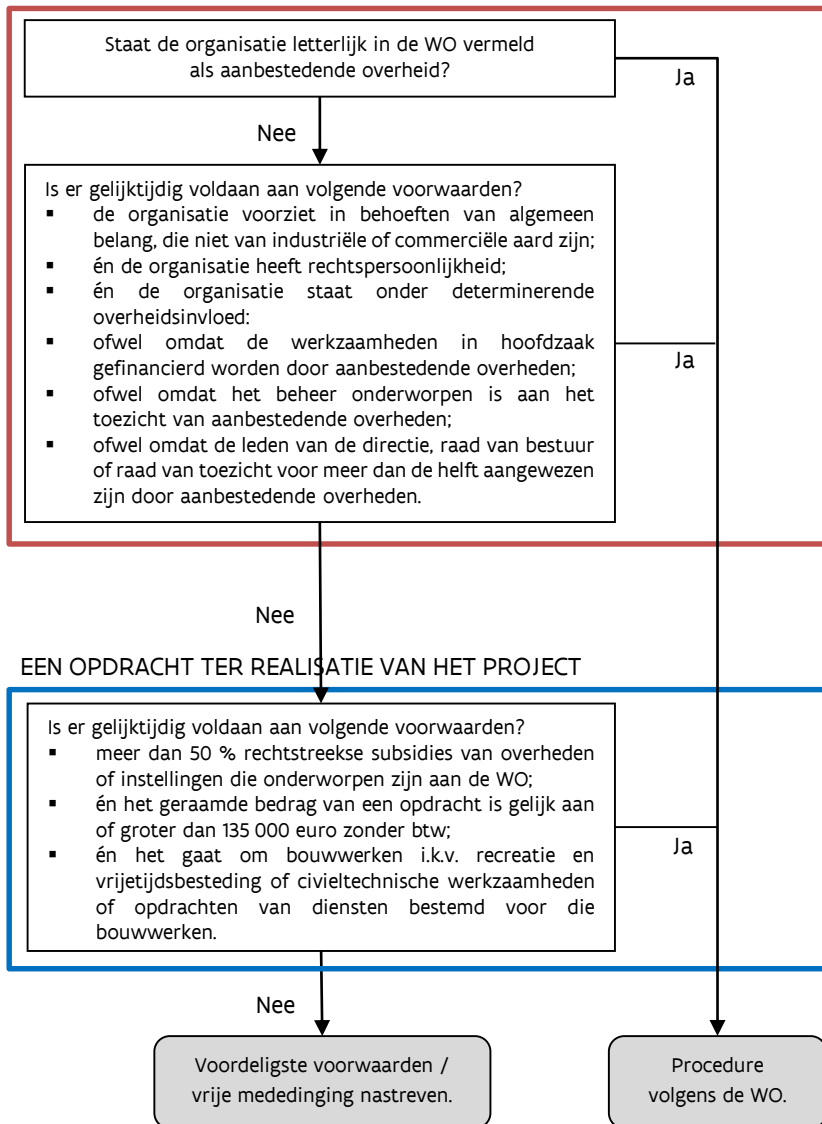 Staat de organisatie letterlijk in de WO vermeld
als aanbestedende overheid?
Ja
Nee
Is er gelijktijdig voldaan aan volgende voorwaarden?
▪ de organisatie voorziet in behoeften van algemeen
belang, die niet van industriële of commerciële aard zijn;
▪ én de organisatie heeft rechtspersoonlijkheid;
▪ én de organisatie staat onder determinerende
overheidsinvloed:
▪ ofwel omdat de werkzaamheden in hoofdzaak
gefinancierd worden door aanbestedende overheden;
▪ ofwel omdat het beheer onderworpen is aan het
toezicht van aanbestedende overheden;
▪ ofwel omdat de leden van de directie, raad van bestuur
of raad van toezicht voor meer dan de helft aangewezen
zijn door aanbestedende overheden.
Ja
Nee
EEN OPDRACHT TER REALISATIE VAN HET PROJECT
Is er gelijktijdig voldaan aan volgende voorwaarden?
▪ meer dan 50 % rechtstreekse subsidies van overheden
of instellingen die onderworpen zijn aan de WO;
▪ én het geraamde bedrag van een opdracht is gelijk aan
of groter dan 135 000 euro zonder btw;
▪ én het gaat om bouwwerken i.k.v. recreatie en
vrijetijdsbesteding of civieltechnische werkzaamheden
of opdrachten van diensten bestemd voor die
bouwwerken.
Ja
Nee
Voordeligste voorwaarden /
vrije mededinging nastreven.
Procedure
volgens de WO.